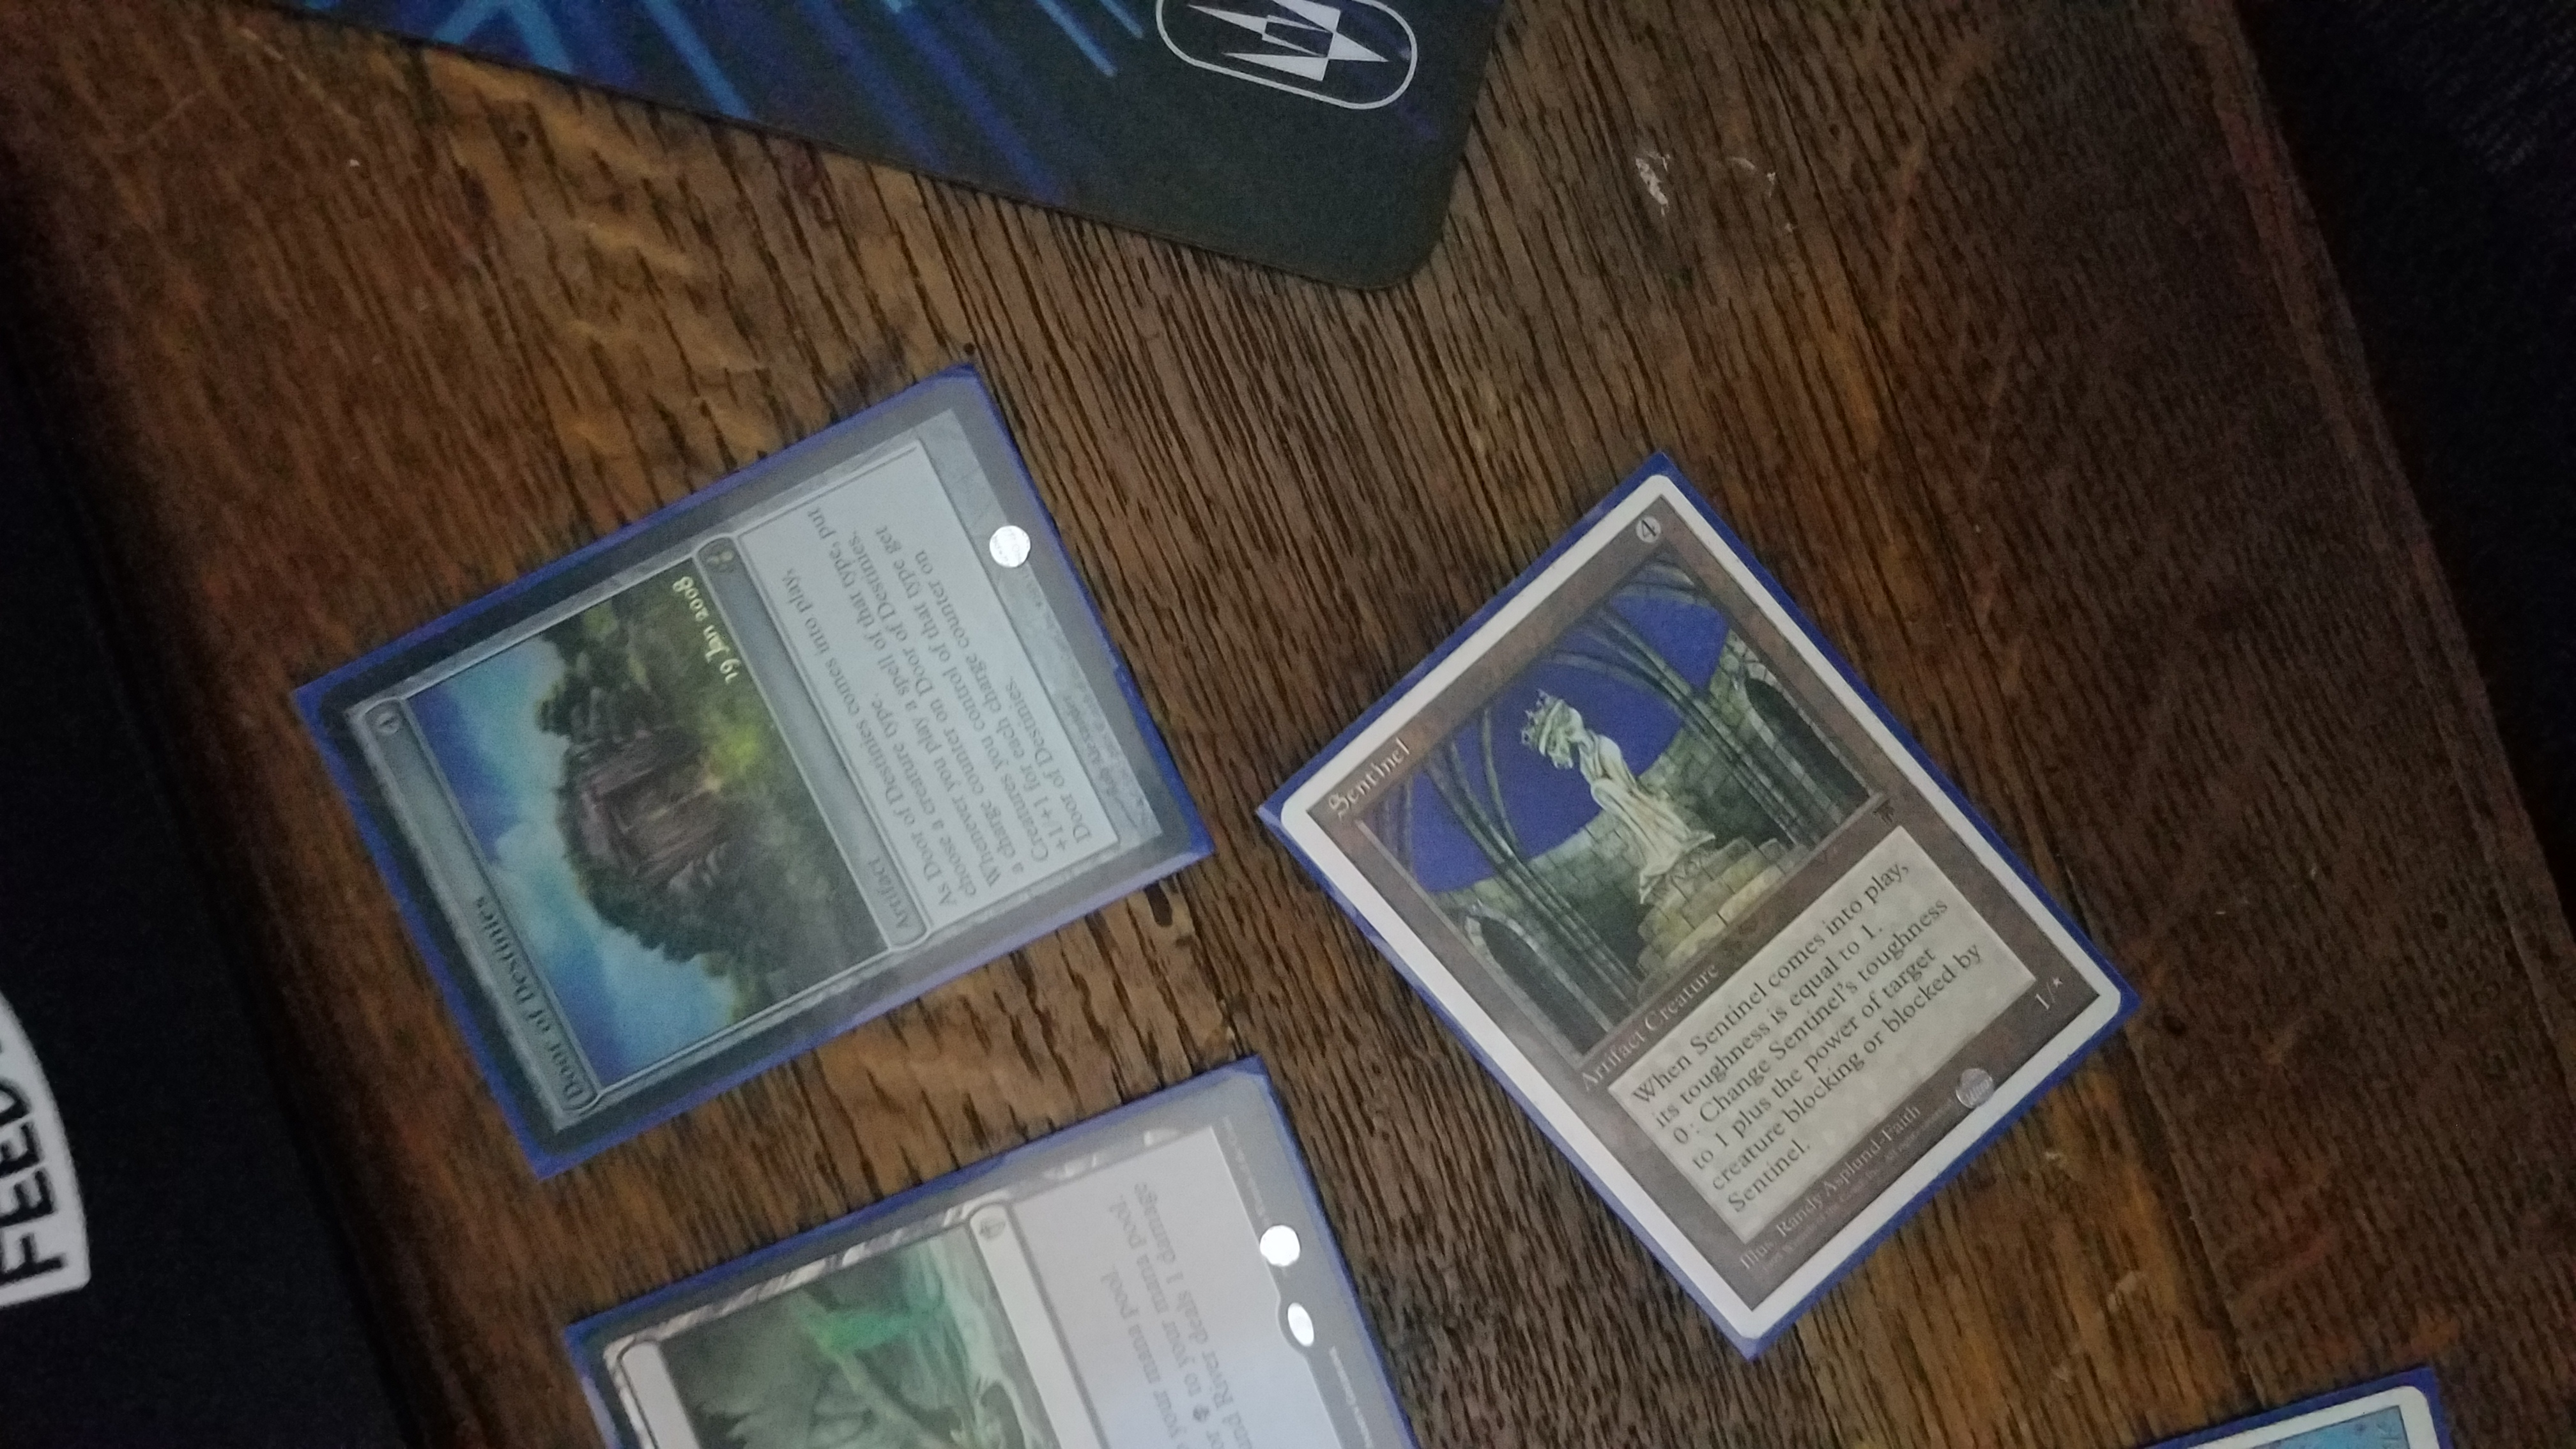 Door of Destinies
4
19 Jan 2008
Artifact
As Door of Destinies comes into play,
choose a creature type.
Whenever you play a spell of that type, put
a charge counter on Door of Destinies.
Creatures you control of that type get
+1/+1 for each charge counter on
Door of Destinies.
Sentinel
4
Artifact Creature
When Sentinel comes into play,
its toughness is equal to 1.
0: Change Sentinel's toughness
to 1 plus the power of target
creature blocking or blocked by
Sentinel.
1/*
Illus. Randy Asplund-Faith
to your mana pool.
or to your mana pool.
und River deals 1 damage
FEED